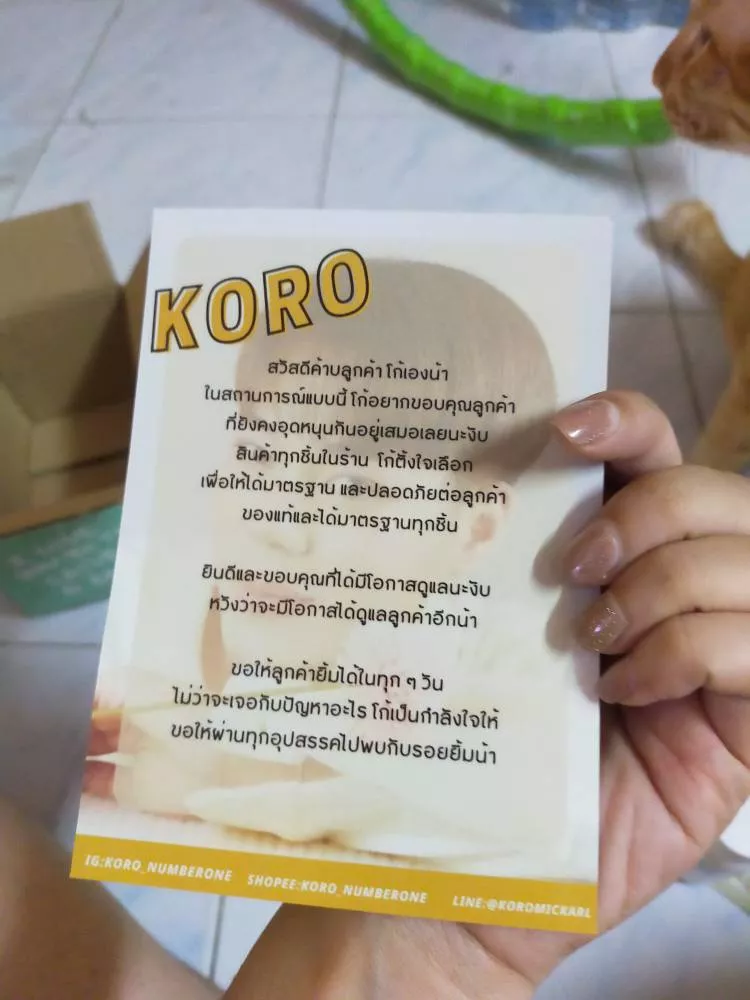 KORO
สวัสดีค้าบลูกค้า โก้เองน้า
ในสถานการณ์แบบนี้ โก้อยากขอบคุณลูกค้า
ที่ยังคงอุดหนุนกันอยู่เสมอเลยนะงับ
สินค้าทุกชิ้นในร้าน โก้ตั้งใจเลือก
เพื่อให้ได้มาตรฐาน และปลอดภัยต่อลูกค้า
ของแท้และได้มาตรฐานทุกชิ้น
ยินดีและขอบคุณที่ได้มีโอกาสดูแลนะงับ
หวังว่าจะมีโอกาสได้ดูแลลูกค้าอีกน้า
ขอให้ลูกค้ายิ้มได้ในทุก ๆ วัน
ไม่ว่าจะเจอกับปัญหาอะไร โก้เป็นกำลังใจให้
ขอให้ผ่านทุกอุปสรรคไปพบกับรอยยิ้มน้า
IG:KORO_NUMBERONE SHOPEE:KORO_NUMBERONE LINE:@KOROMICKARL